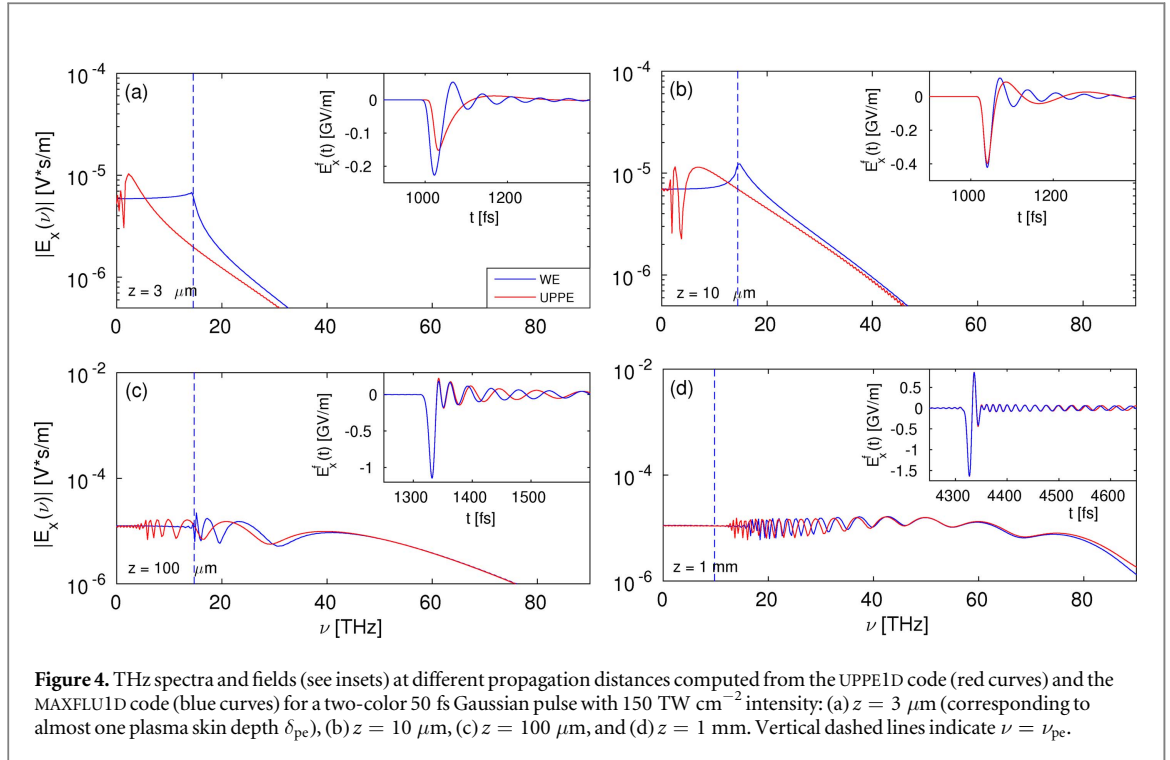 (a)
10⁻⁴
10⁻⁵
10⁻⁶
|E_x(ν)| [V*s/m]
0
-0.1
-0.2
E_x^f(t) [GV/m]
1000 1200
t [fs]
WE
UPPE
z = 3 μm
0 20 40 60 80
(b)
10⁻⁴
10⁻⁵
10⁻⁶
0
-0.2
-0.4
E_x^f(t) [GV/m]
1000 1200
t [fs]
z = 10 μm
0 20 40 60 80
(c)
10⁻²
10⁻⁴
10⁻⁶
|E_x(ν)| [V*s/m]
0
-0.5
-1
E_x^f(t) [GV/m]
1300 1400 1500
t [fs]
z = 100 μm
0 20 40 60 80
ν [THz]
(d)
10⁻²
10⁻⁴
10⁻⁶
0.5
0
-0.5
-1
-1.5
E_x^f(t) [GV/m]
4300 4400 4500 4600
t [fs]
z = 1 mm
0 20 40 60 80
ν [THz]
Figure 4. THz spectra and fields (see insets) at different propagation distances computed from the UPPE1D code (red curves) and the
MAXFLU1D code (blue curves) for a two-color 50 fs Gaussian pulse with 150 TW cm⁻² intensity: (a) z = 3 μm (corresponding to
almost one plasma skin depth δ_pe), (b) z = 10 μm, (c) z = 100 μm, and (d) z = 1 mm. Vertical dashed lines indicate ν = ν_pe.